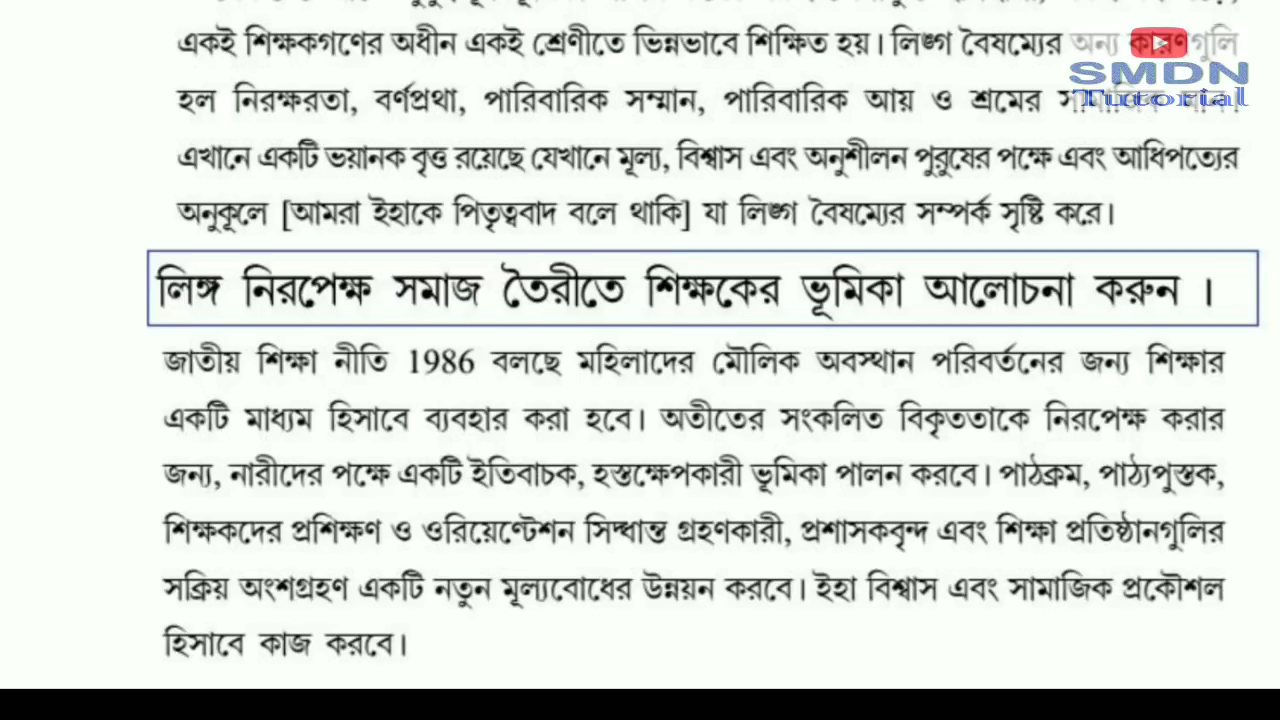 একই শিক্ষকগণের অধীন একই শ্রেণীতে ভিন্নভাবে শিক্ষিত হয়। লিঙ্গ বৈষম্যের অন্য কারণগুলি
হল নিরক্ষরতা, বর্ণপ্রথা, পারিবারিক সম্মান, পারিবারিক আয় ও শ্রমের
এখানে একটি ভয়ানক বৃত্ত রয়েছে যেখানে মূল্য, বিশ্বাস এবং অনুশীলন পুরুষের পক্ষে এবং আধিপত্যের
অনুকূলে [আমরা ইহাকে পিতৃত্ববাদ বলে থাকি] যা লিঙ্গ বৈষম্যের সম্পর্ক সৃষ্টি করে।
SMDN
Tutorial
লিঙ্গ নিরপেক্ষ সমাজ তৈরীতে শিক্ষকের ভূমিকা আলোচনা করুন ।
জাতীয় শিক্ষা নীতি 1986 বলছে মহিলাদের মৌলিক অবস্থান পরিবর্তনের জন্য শিক্ষার
একটি মাধ্যম হিসাবে ব্যবহার করা হবে। অতীতের সংকলিত বিকৃততাকে নিরপেক্ষ করার
জন্য, নারীদের পক্ষে একটি ইতিবাচক, হস্তক্ষেপকারী ভূমিকা পালন করবে। পাঠক্রম, পাঠ্যপুস্তক,
শিক্ষকদের প্রশিক্ষণ ও ওরিয়েণ্টেশন সিদ্ধান্ত গ্রহণকারী, প্রশাসকবৃন্দ এবং শিক্ষা প্রতিষ্ঠানগুলির
সক্রিয় অংশগ্রহণ একটি নতুন মূল্যবোধের উন্নয়ন করবে। ইহা বিশ্বাস এবং সামাজিক প্রকৌশল
হিসাবে কাজ করবে।